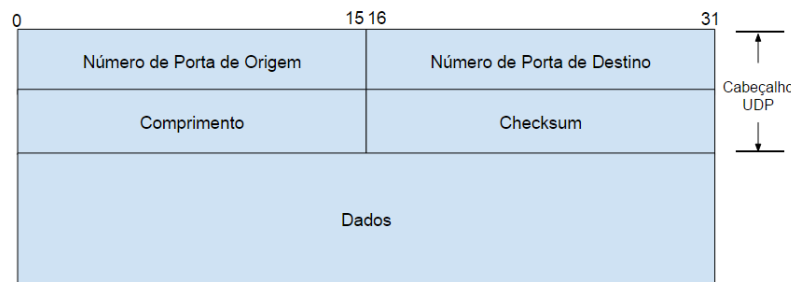 0 15 16 31
Número de Porta de Origem Número de Porta de Destino
Cabeçalho
UDP
Comprimento Checksum
Dados